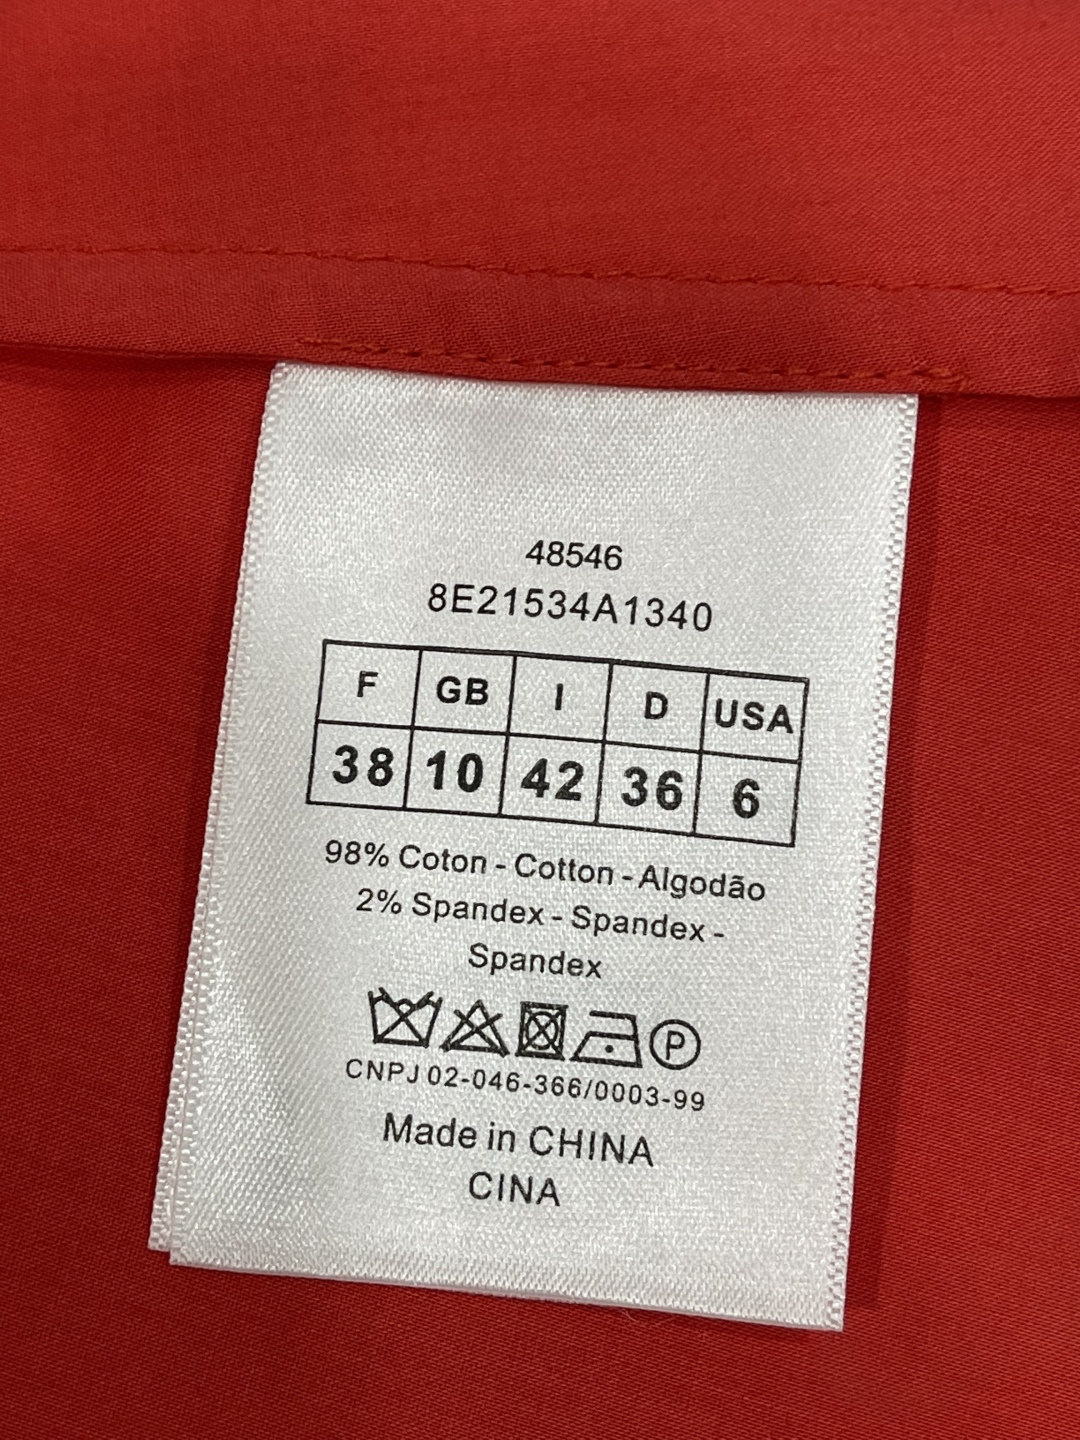 48546
8E21534A1340
F GB I D USA
38 10 42 36 6
98% Coton - Cotton - Algodão
2% Spandex - Spandex -
Spandex
P
CNPJ 02-046-366/0003-99
Made in CHINA
CINA